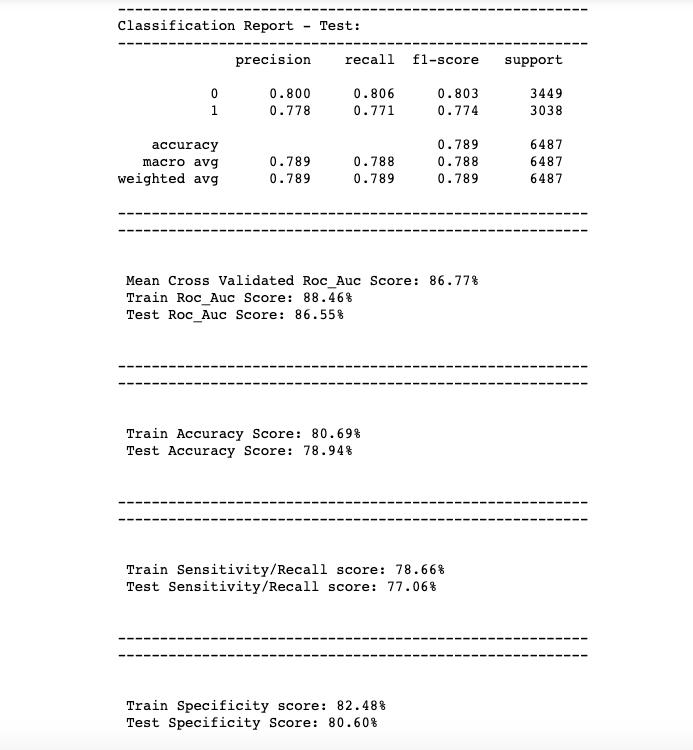 --------------------------------------------------------
Classification Report - Test:
--------------------------------------------------------
              precision    recall  f1-score   support

           0      0.800     0.806     0.803      3449
           1      0.778     0.771     0.774      3038

    accuracy                          0.789      6487
   macro avg      0.789     0.788     0.788      6487
weighted avg      0.789     0.789     0.789      6487

--------------------------------------------------------
--------------------------------------------------------

 Mean Cross Validated Roc_Auc Score: 86.77%
 Train Roc_Auc Score: 88.46%
 Test Roc_Auc Score: 86.55%

--------------------------------------------------------
--------------------------------------------------------

 Train Accuracy Score: 80.69%
 Test Accuracy Score: 78.94%

--------------------------------------------------------
--------------------------------------------------------

 Train Sensitivity/Recall score: 78.66%
 Test Sensitivity/Recall score: 77.06%

--------------------------------------------------------
--------------------------------------------------------

 Train Specificity score: 82.48%
 Test Specificity Score: 80.60%